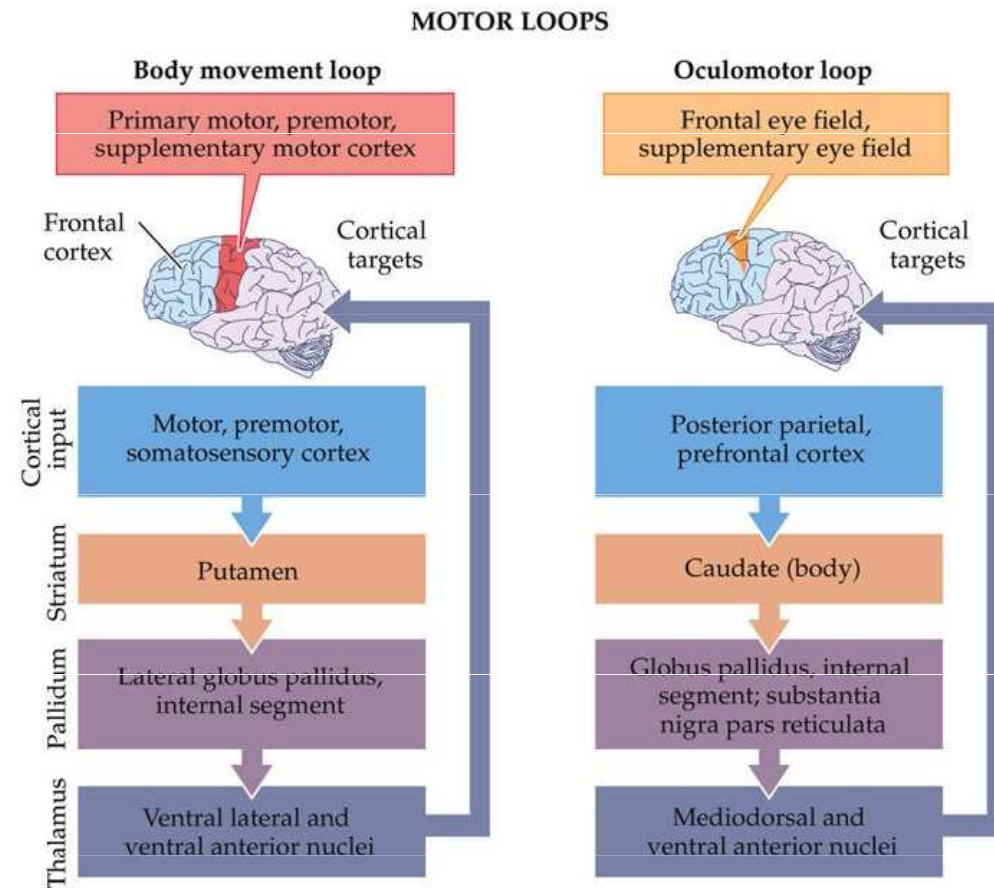 MOTOR LOOPS
Body movement loop
Primary motor, premotor,
supplementary motor cortex
Frontal
cortex
Cortical
targets
Cortical
input
Motor, premotor,
somatosensory cortex
Striatum
Putamen
Pallidum
Lateral globus pallidus,
internal segment
Thalamus
Ventral lateral and
ventral anterior nuclei
Oculomotor loop
Frontal eye field,
supplementary eye field
Cortical
targets
Posterior parietal,
prefrontal cortex
Caudate (body)
Globus pallidus, internal
segment; substantia
nigra pars reticulata
Mediodorsal and
ventral anterior nuclei